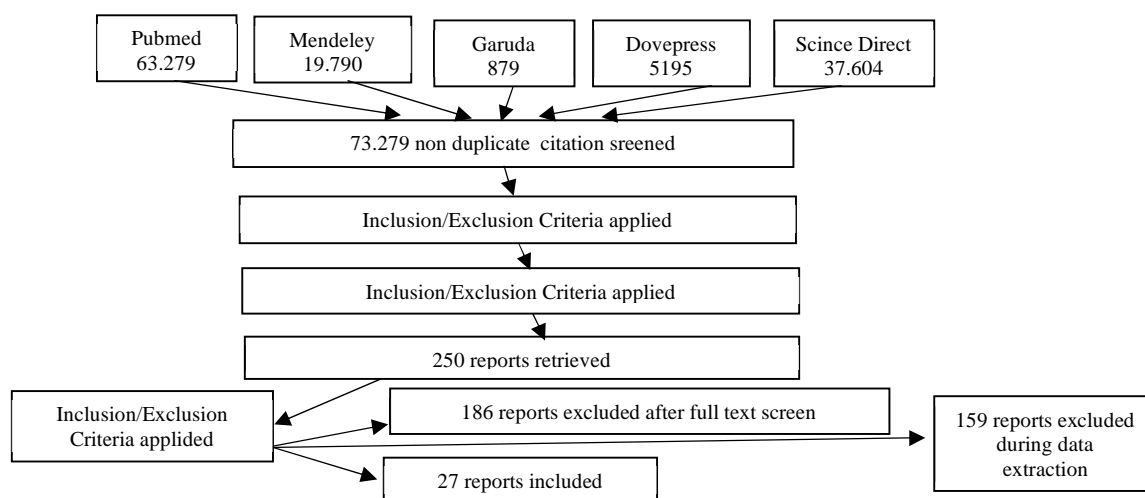 Pubmed
63.279
Mendeley
19.790
Garuda
879
Dovepress
5195
Scince Direct
37.604
73.279 non duplicate citation sreened
Inclusion/Exclusion Criteria applied
Inclusion/Exclusion Criteria applied
250 reports retrieved
Inclusion/Exclusion
Criteria applided
186 reports excluded after full text screen
159 reports excluded
during data
extraction
27 reports included